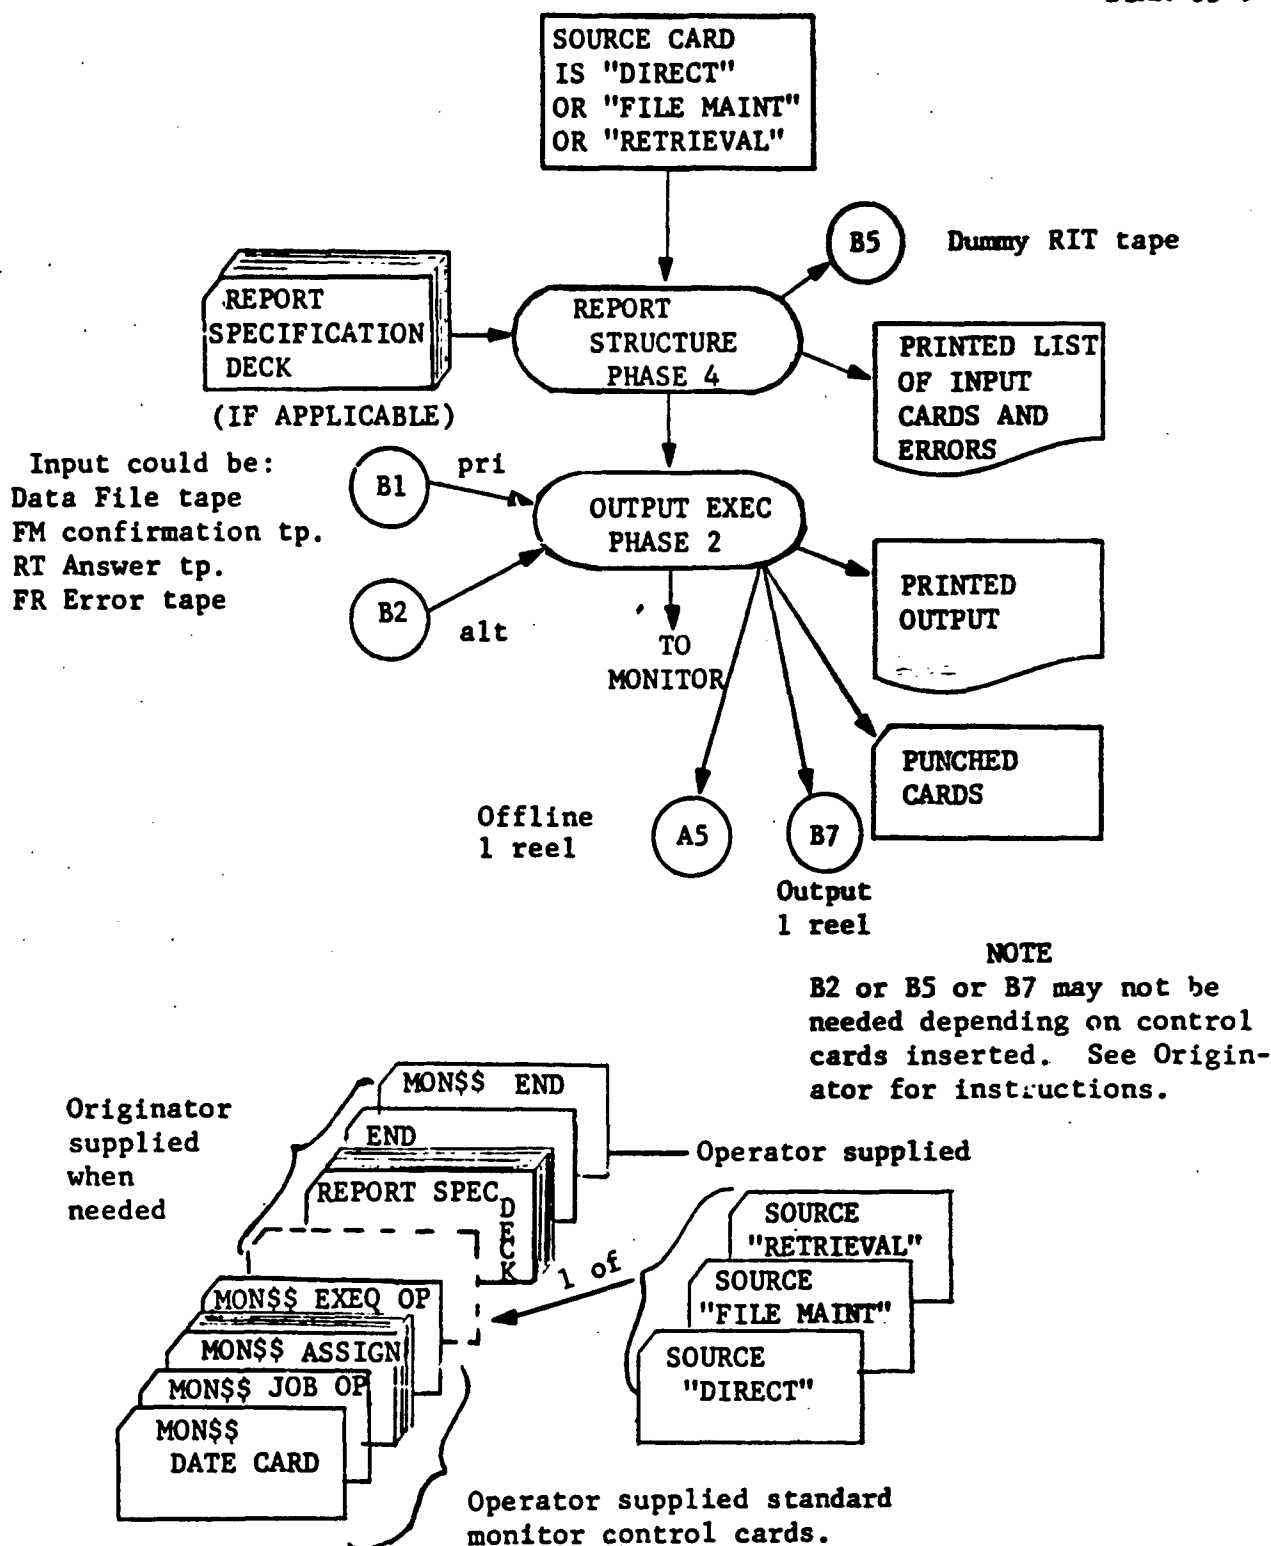 SOURCE CARD
IS "DIRECT"
OR "FILE MAINT"
OR "RETRIEVAL"
B5
Dummy RIT tape
REPORT
SPECIFICATION
DECK
(IF APPLICABLE)
REPORT
STRUCTURE
PHASE 4
PRINTED LIST
OF INPUT
CARDS AND
ERRORS
Input could be:
Data File tape
FM confirmation tp.
RT Answer tp.
FR Error tape
B1
pri
B2
alt
OUTPUT EXEC
PHASE 2
PRINTED
OUTPUT
TO
MONITOR
PUNCHED
CARDS
Offline
1 reel
A5
B7
Output
1 reel
NOTE
B2 or B5 or B7 may not be
needed depending on control
cards inserted. See Origin-
ator for instructions.
Originator
supplied
when
needed
MON$$ END
END
Operator supplied
REPORT SPEC
DECK
1 of
SOURCE
"RETRIEVAL"
SOURCE
"FILE MAINT"
SOURCE
"DIRECT"
MON$$ EXEQ OP
MON$$ ASSIGN
MON$$ JOB OP
MON$$
DATE CARD
Operator supplied standard
monitor control cards.